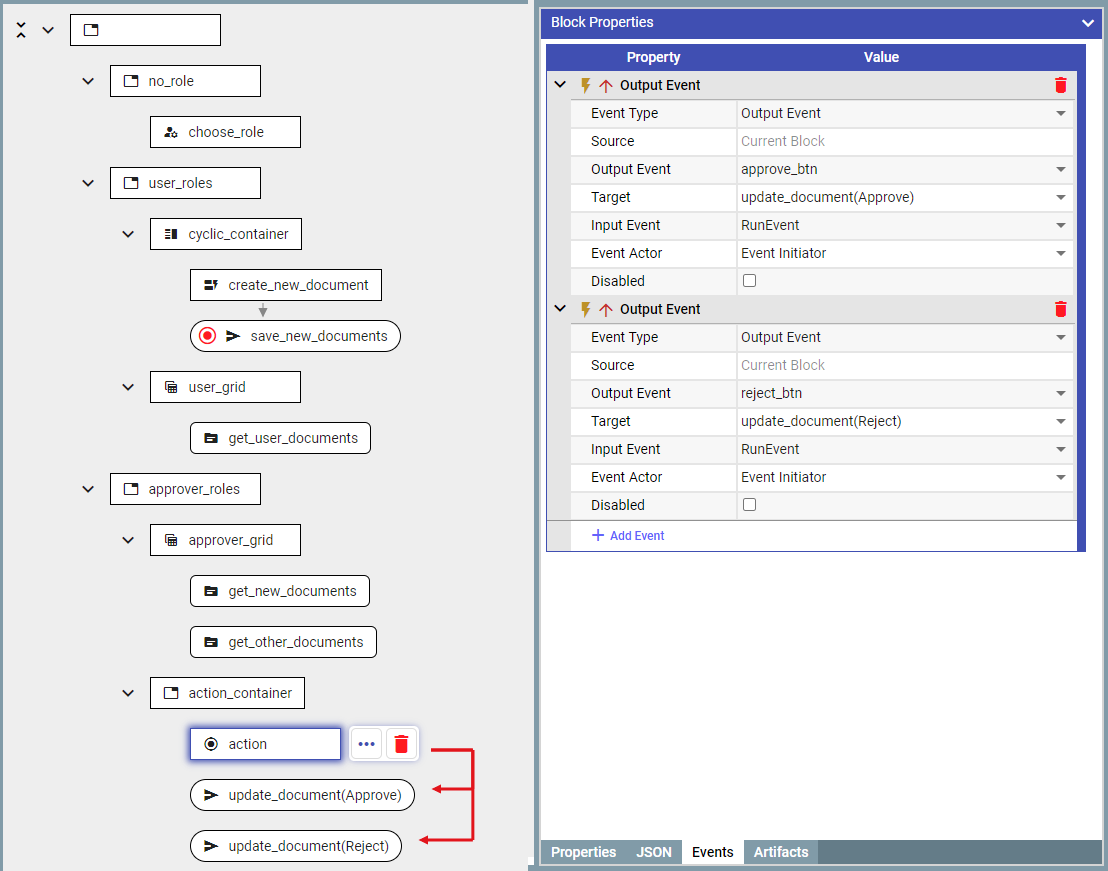 no_role
choose_role
user_roles
cyclic_container
create_new_document
save_new_documents
user_grid
get_user_documents
approver_roles
approver_grid
get_new_documents
get_other_documents
action_container
action
update_document(Approve)
update_document(Reject)
Block Properties
Property Value
Output Event
Event Type Output Event
Source Current Block
Output Event approve_btn
Target update_document(Approve)
Input Event RunEvent
Event Actor Event Initiator
Disabled
Output Event
Event Type Output Event
Source Current Block
Output Event reject_btn
Target update_document(Reject)
Input Event RunEvent
Event Actor Event Initiator
Disabled
Add Event
Properties JSON Events Artifacts